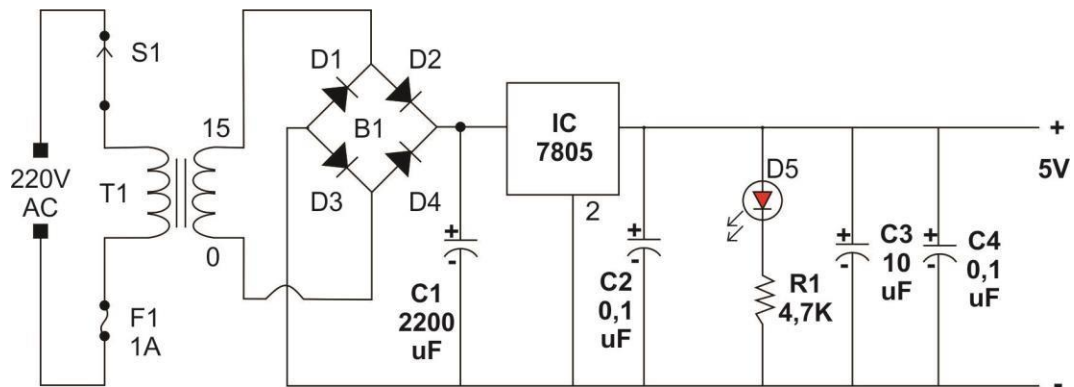 S1
220V
AC
T1
15
0
F1
1A
D1
D2
B1
D3
D4
+
-
C1
2200
uF
IC
7805
2
+
-
C2
0,1
uF
D5
R1
4,7K
+
-
C3
10
uF
+
-
C4
0,1
uF
+
5V
-